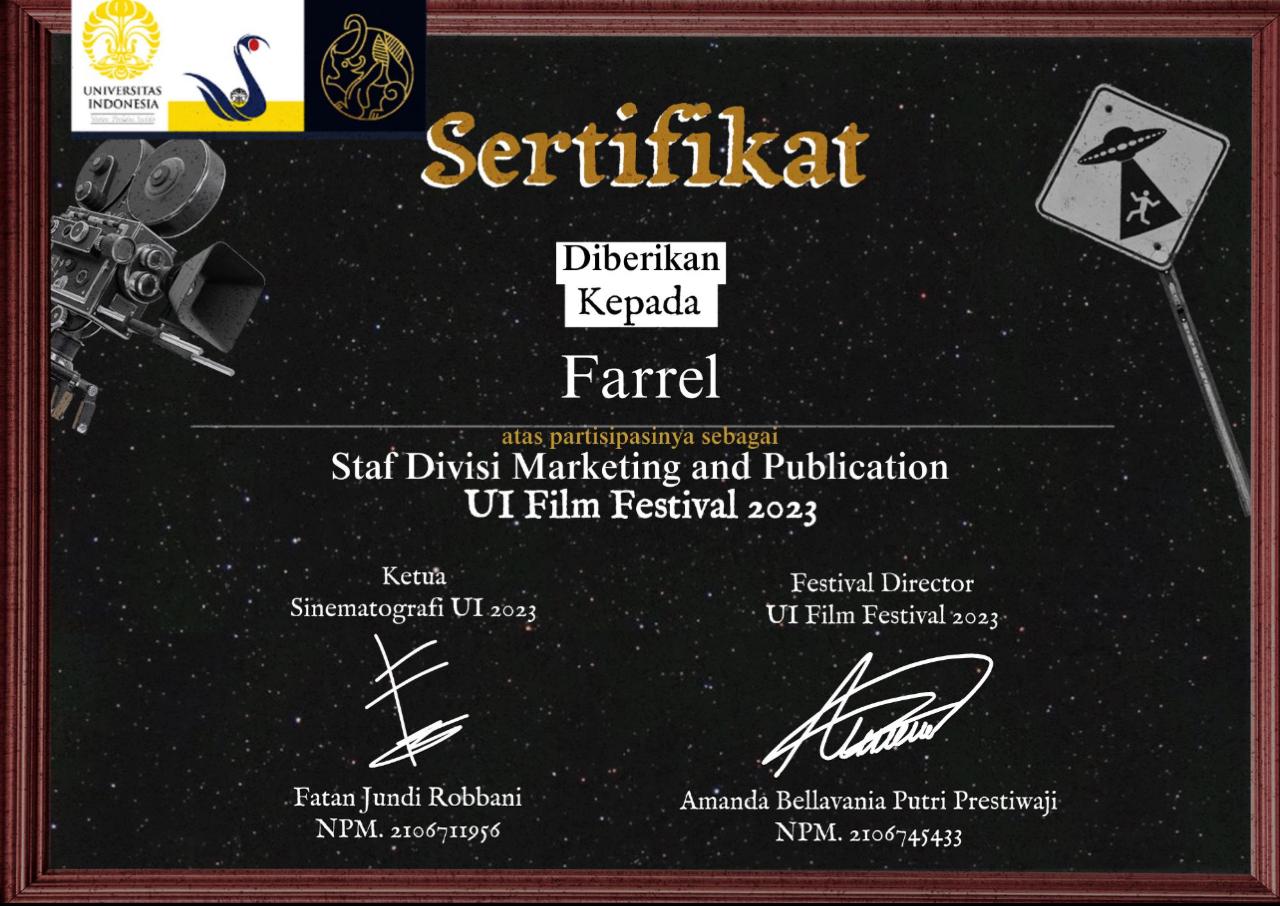 UNIVERSITAS
INDONESIA
Sertifikat
Diberikan
Kepada
Farrel
atas partisipasinya sebagai
Staf Divisi Marketing and Publication
UI Film Festival 2023
Ketua
Sinematografi UI 2023
Festival Director
UI Film Festival 2023
Fatan Jundi Robbani
NPM. 2106711956
Amanda Bellavania Putri Prestiwaji
NPM. 2106745433